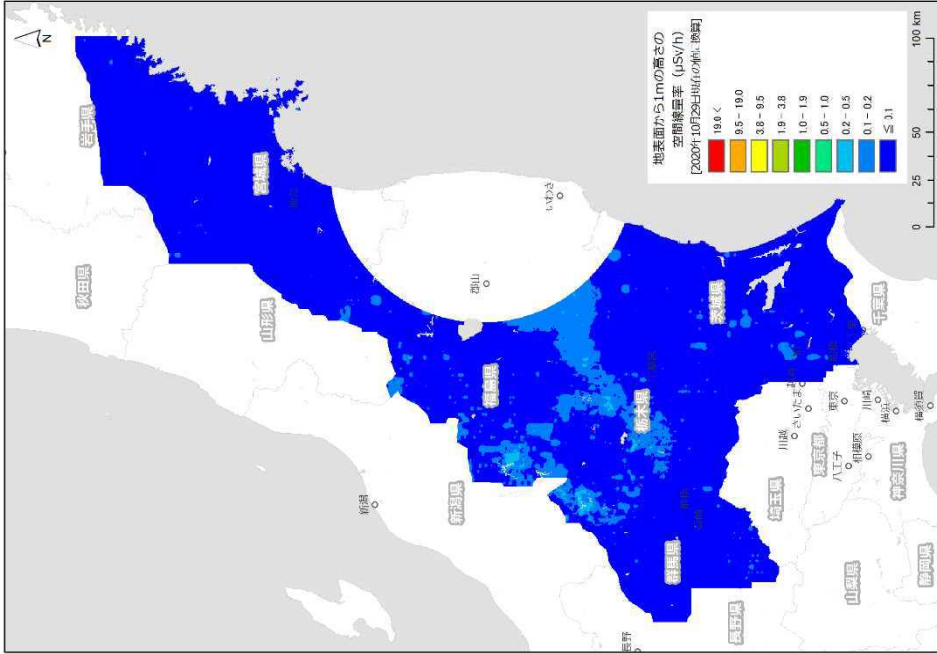 N
岩手県
秋田県
宮城県
山形県
福島県
いわき
郡山
新潟
新潟県
栃木県
茨城県
群馬県
長野
長野県
埼玉県
川越
さいたま
千葉県
東京都
東京
八王子
川崎
相模原
横浜
横須賀
神奈川県
山梨県
静岡県
地表面から1mの高さの
空間線量率 (μSv/h)
[2020年10月29日現在の値に換算]
19.0 <
9.5 - 19.0
3.8 - 9.5
1.9 - 3.8
1.0 - 1.9
0.5 - 1.0
0.2 - 0.5
0.1 - 0.2
≦ 0.1
0 25 50 100 km